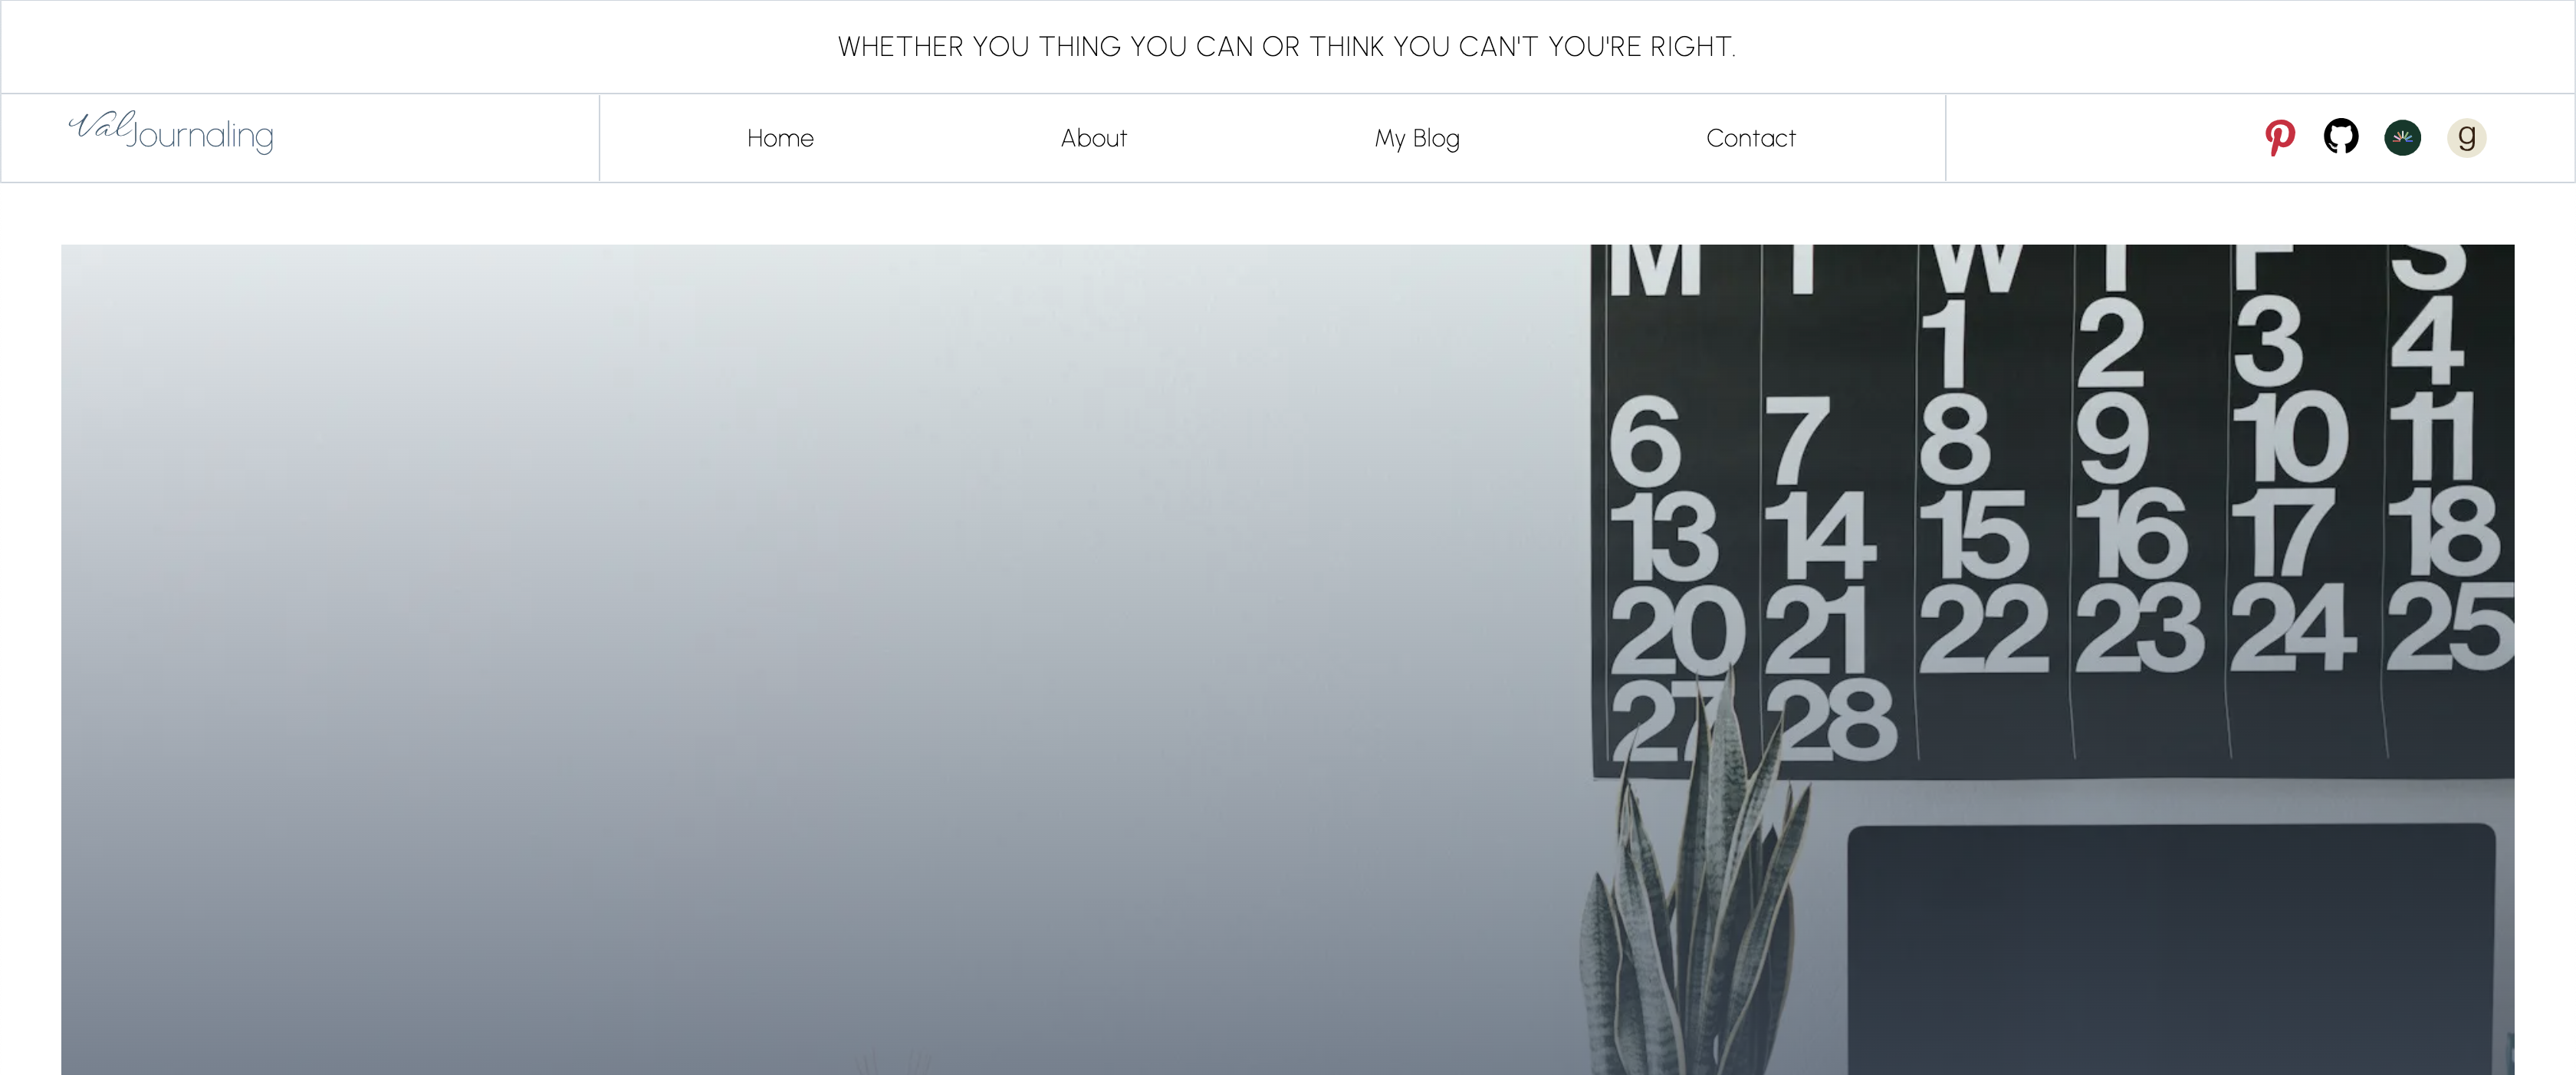 WHETHER YOU THING YOU CAN OR THINK YOU CAN'T YOU'RE RIGHT.
Val Journaling
Home About My Blog Contact
g
M T W T F S
1 2 3 4
6 7 8 9 10 11
13 14 15 16 17 18
20 21 22 23 24 25
27 28